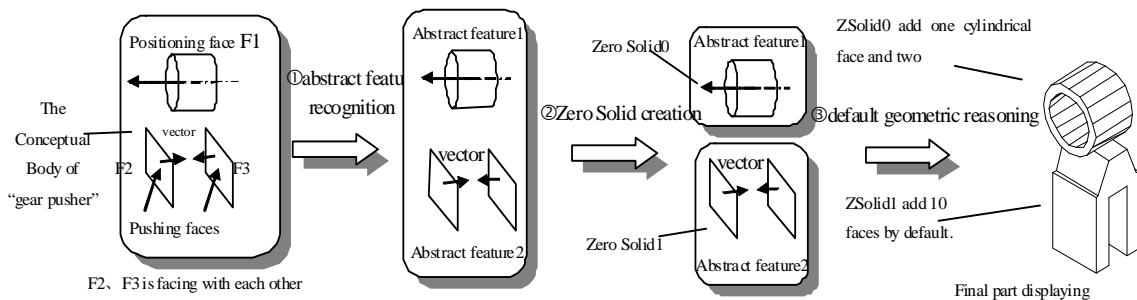 The
Conceptual
Body of
“gear pusher”
Positioning face F1
vector
F2
F3
Pushing faces
F2、F3 is facing with each other
①abstract featu
recognition
Abstract feature1
vector
Abstract feature2
②Zero Solid creation
Zero Solid0
Abstract feature1
vector
Zero Solid1
Abstract feature2
③default geometric reasoning
ZSolid0 add one cylindrical
face and two
ZSolid1 add 10
faces by default.
Final part displaying